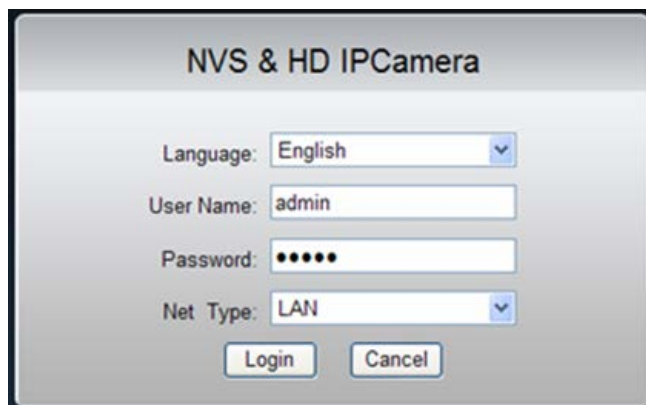 NVS & HD IPCamera
Language: English
User Name: admin
Password: •••••
Net Type: LAN
Login Cancel